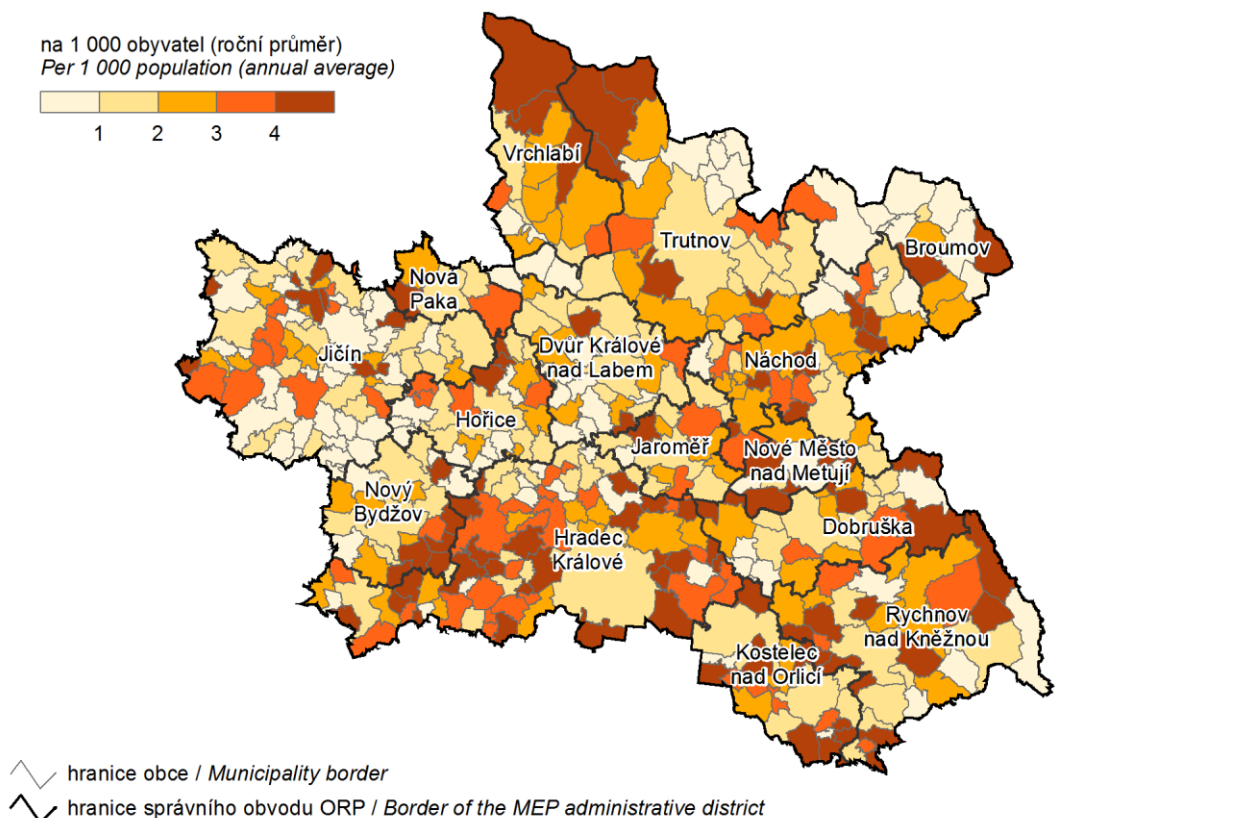 na 1 000 obyvatel (roční průměr)
Per 1 000 population (annual average)
1 2 3 4
Vrchlabí
Trutnov
Broumov
Nová
Paka
Jičín
Dvůr Králové
nad Labem
Náchod
Hořice
Jaroměř
Nové Město
nad Metují
Nový
Bydžov
Dobruška
Hradec
Králové
Rychnov
nad Kněžnou
Kostelec
nad Orlicí
hranice obce / Municipality border
hranice správního obvodu ORP / Border of the MEP administrative district